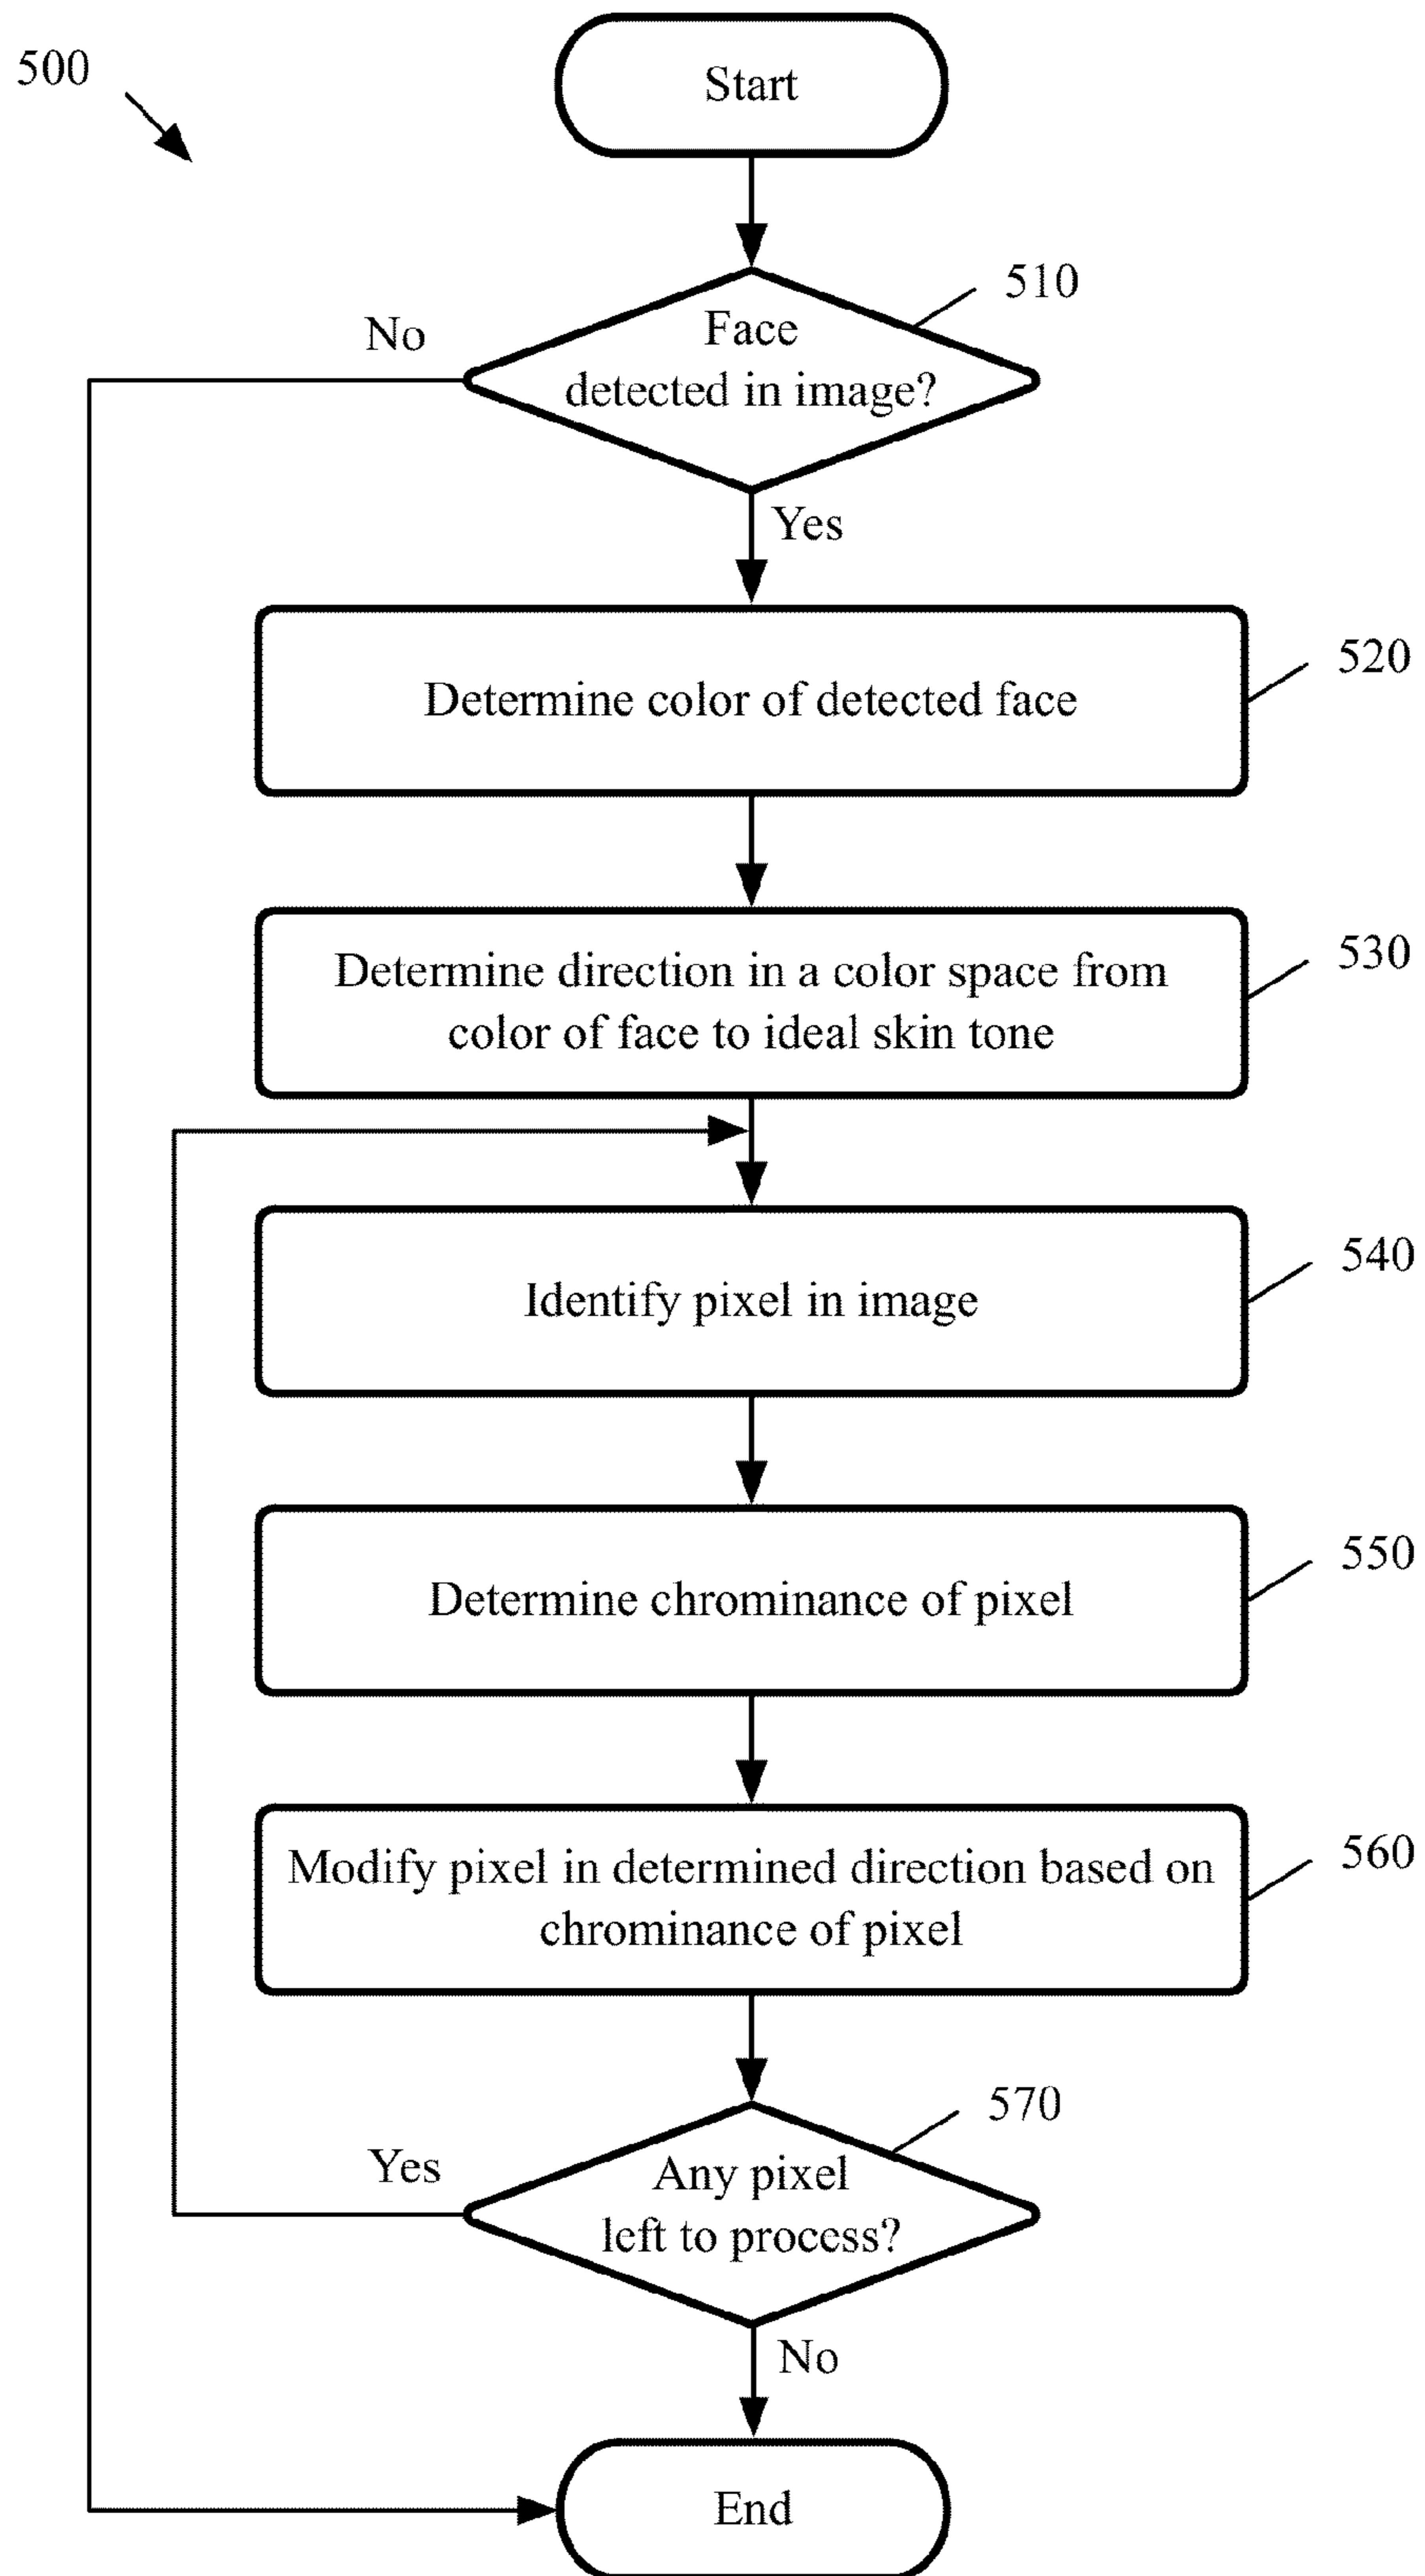 500
Start
510
No
Face
detected in image?
Yes
520
Determine color of detected face
530
Determine direction in a color space from
color of face to ideal skin tone
540
Identify pixel in image
550
Determine chrominance of pixel
560
Modify pixel in determined direction based on
chrominance of pixel
570
Yes
Any pixel
left to process?
No
End